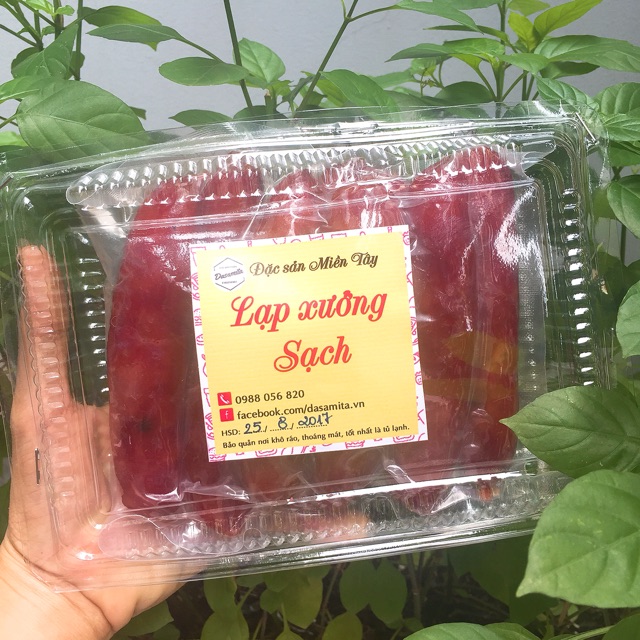 Dasamita
Đặc sản Miền Tây
Lạp xưởng
Sạch
0988 056 820
facebook.com/dasamita.vn
HSD: 25/...8/...2017
Bảo quản nơi khô ráo, thoáng mát, tốt nhất là tủ lạnh.